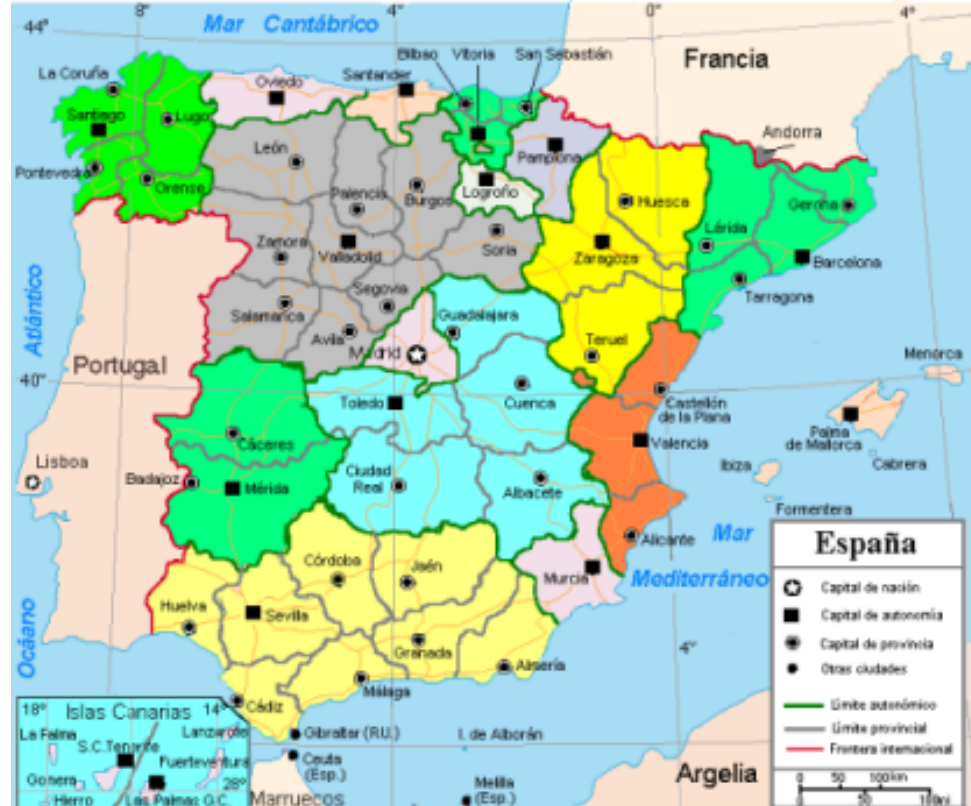 44°
8°
Mar Cantábrico
4°
0°
4°
Bilbao
Vitoria
San Sebastián
Francia
La Coruña
Oviedo
Santander
Santiago
Lugo
Andorra
Pontevedra
Orense
León
Palencia
Burgos
Pamplona
Logroño
Huesca
Gerona
Lérida
Zamora
Valladolid
Soria
Zaragoza
Barcelona
Tarragona
Segovia
Salamanca
Avila
Guadalajara
Atlántico
Madrid
Teruel
Portugal
40°
Menorca
Toledo
Cuenca
Castellón
de la Plana
Palma
de Mallorca
Cáceres
Valencia
Lisboa
Badajoz
Mérida
Ciudad
Real
Albacete
Ibiza
Cabrera
Formentera
Alicante
Mar
Mediterráneo
España
Córdoba
Jaén
Murcia
Capital de nación
Huelva
Sevilla
Capital de autonomía
Granada
Capital de provincia
4°
Océano
Almería
Otras ciudades
Málaga
Cádiz
18°
Islas Canarias
14°
Límite autonómico
La Palma
Lanzarote
Gibraltar (R.U.)
I. de Alborán
Límite provincial
S.C.Tenerife
Fuerteventura
Ceuta
(Esp.)
Frontera internacional
Gomera
28°
Argelia
0 50 100km
Hierro
Las Palmas G.C.
Marruecos
Melilla
(Esp.)
0 50 100mi